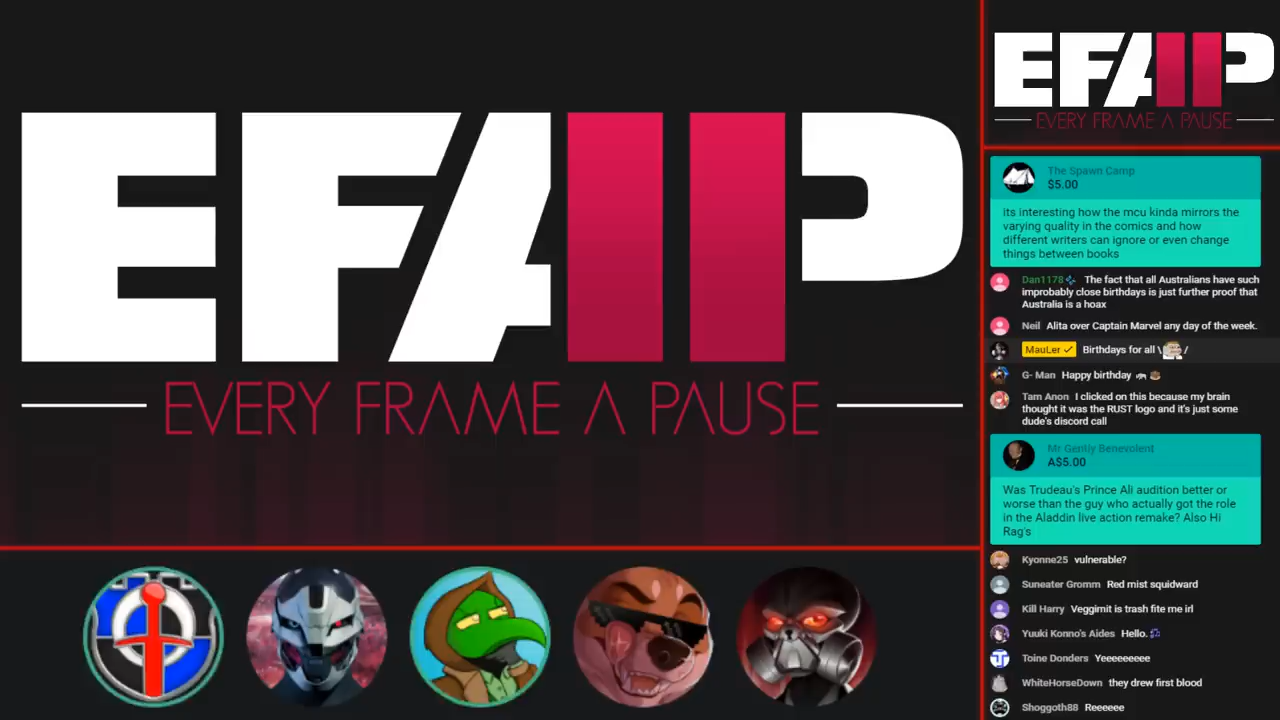 EFAP
EVERY FRAME A PAUSE
EFAP
EVERY FRAME A PAUSE
The Spawn Camp
$5.00
its interesting how the mcu kinda mirrors the
varying quality in the comics and how
different writers can ignore or even change
things between books
Dan1178 The fact that all Australians have such
improbably close birthdays is just further proof that
Australia is a hoax
Neil Alita over Captain Marvel any day of the week.
MauLer Birthdays for all \ /
G- Man Happy birthday
Tam Anon I clicked on this because my brain
thought it was the RUST logo and it's just some
dude's discord call
Mr Gently Benevolent
A$5.00
Was Trudeau's Prince Ali audition better or
worse than the guy who actually got the role
in the Aladdin live action remake? Also Hi
Rag's
Kyonne25 vulnerable?
Suneater Gromm Red mist squidward
Kill Harry Veggimit is trash fite me irl
Yuuki Konno's Aides Hello.
Toine Donders Yeeeeeeeee
WhiteHorseDown they drew first blood
Shoggoth88 Reeeeee